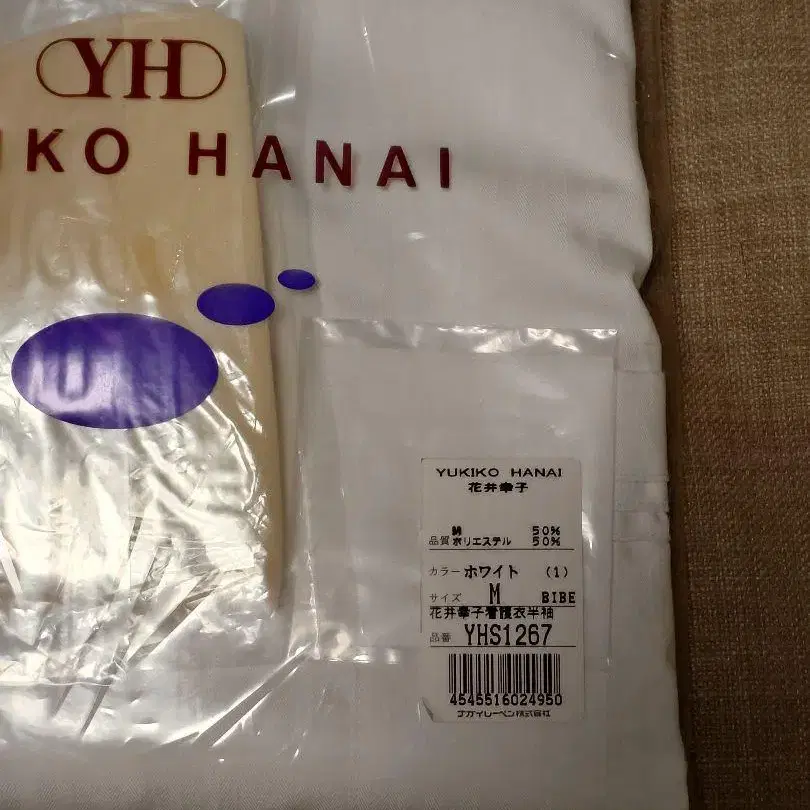 YH
IKO HANAI
YUKIKO HANAI
花井幸子
M 50%
品質 ポリエステル 50%
カラー ホワイト (1)
サイズ M BIBE
花井幸子看護衣半袖
品番 YHS1267
4545516024950
ナガイレーベン株式会社